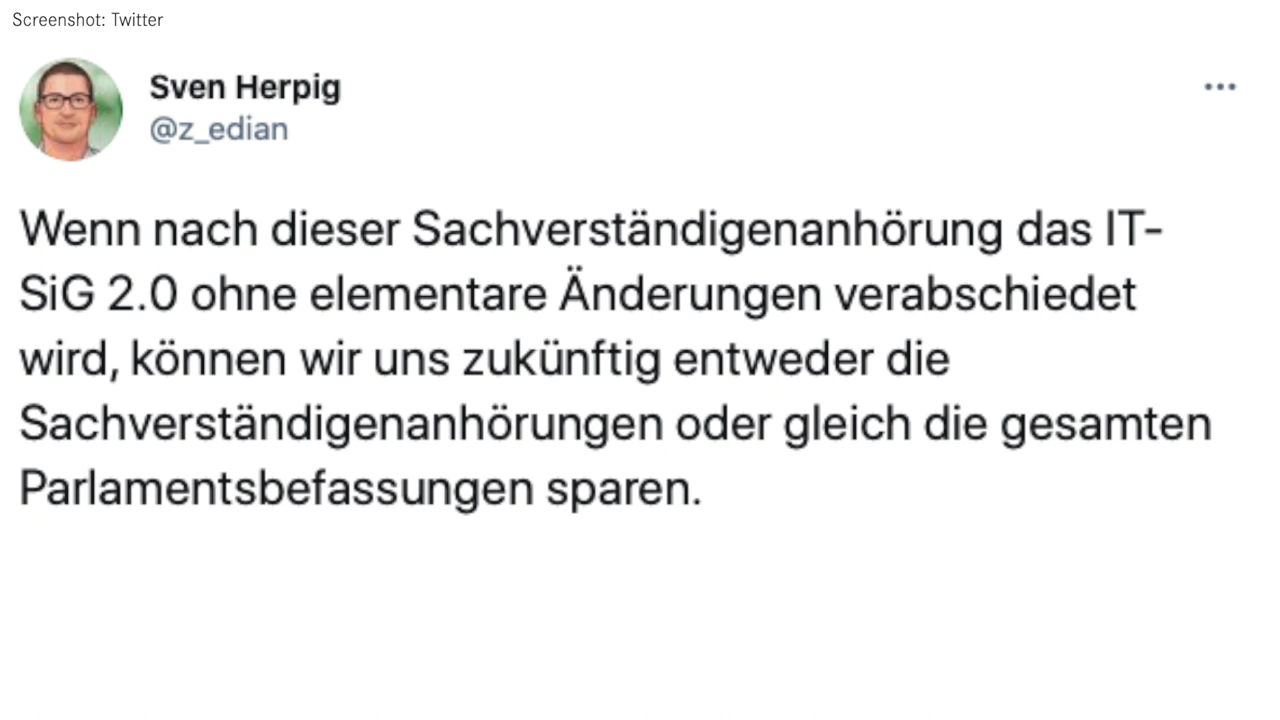 Screenshot: Twitter
Sven Herpig
@z_edian
Wenn nach dieser Sachverständigenanhörung das IT-
SiG 2.0 ohne elementare Änderungen verabschiedet
wird, können wir uns zukünftig entweder die
Sachverständigenanhörungen oder gleich die gesamten
Parlamentsbefassungen sparen.